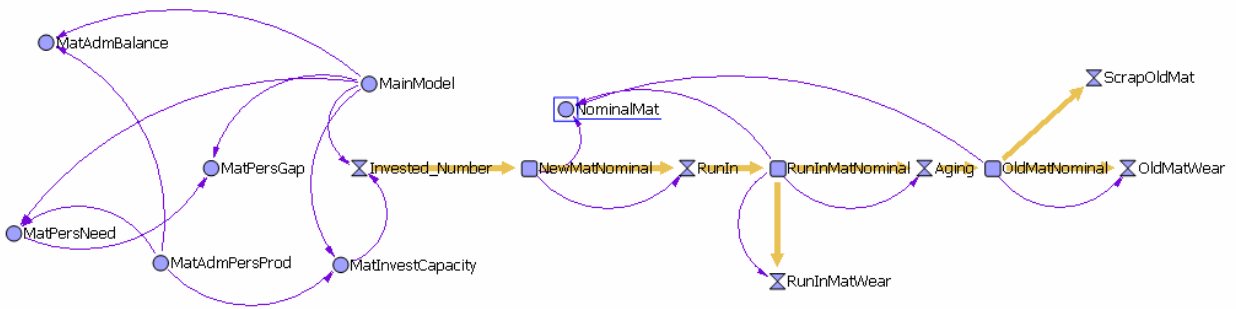 MatAdmBalance
MainModel
ScrapOldMat
NominalMat
MatPersGap
Invested_Number
NewMatNominal
RunIn
RunInMatNominal
Aging
OldMatNominal
OldMatWear
MatPersNeed
MatAdmPersProd
MatInvestCapacity
RunInMatWear